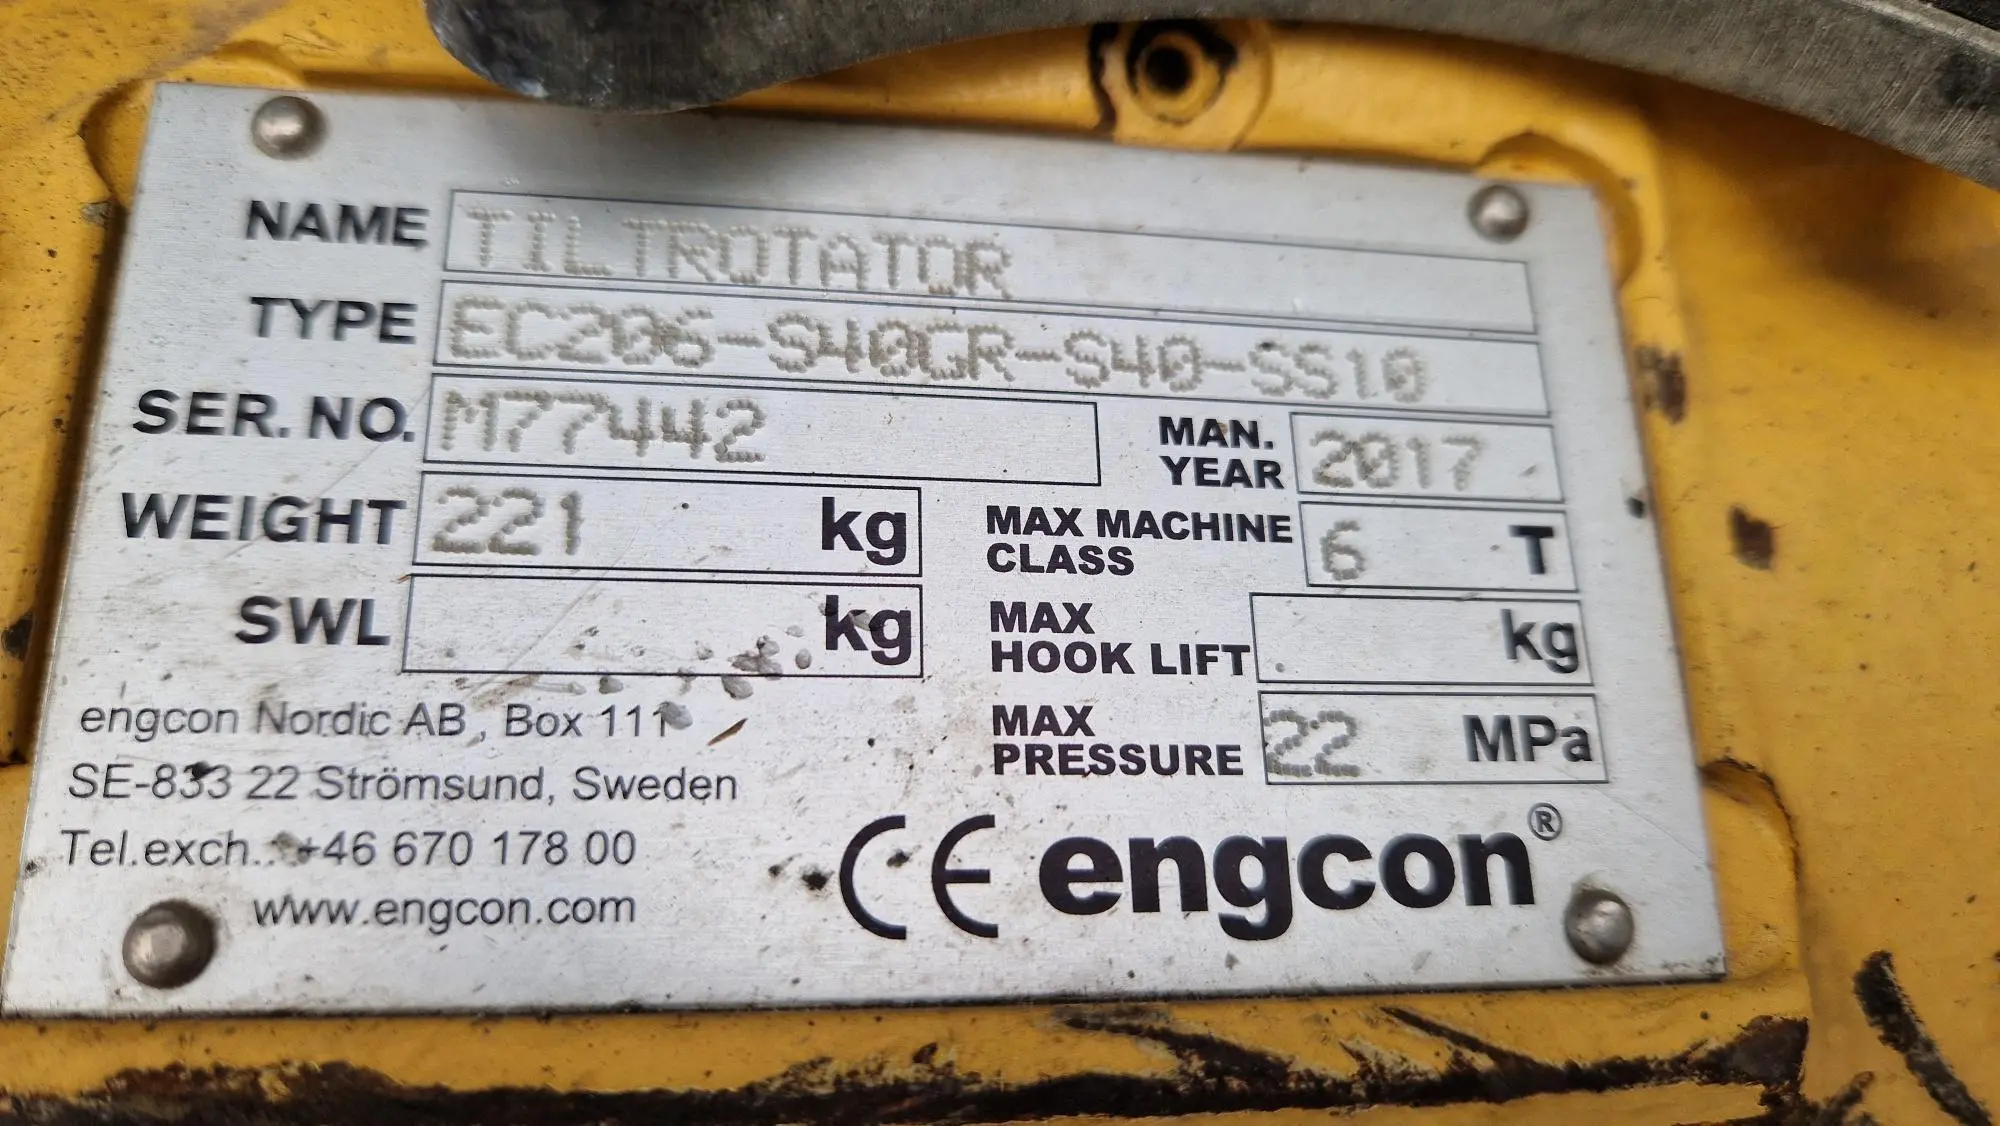 NAME TILTROTATOR
TYPE EC206-S40GR-S40-SS10
SER. NO. M77442
MAN. YEAR 2017
WEIGHT 221 kg
MAX MACHINE CLASS 6 T
SWL kg
MAX HOOK LIFT kg
MAX PRESSURE 22 MPa
engcon Nordic AB, Box 111
SE-833 22 Strömsund, Sweden
Tel.exch.: +46 670 178 00
www.engcon.com
CE engcon®